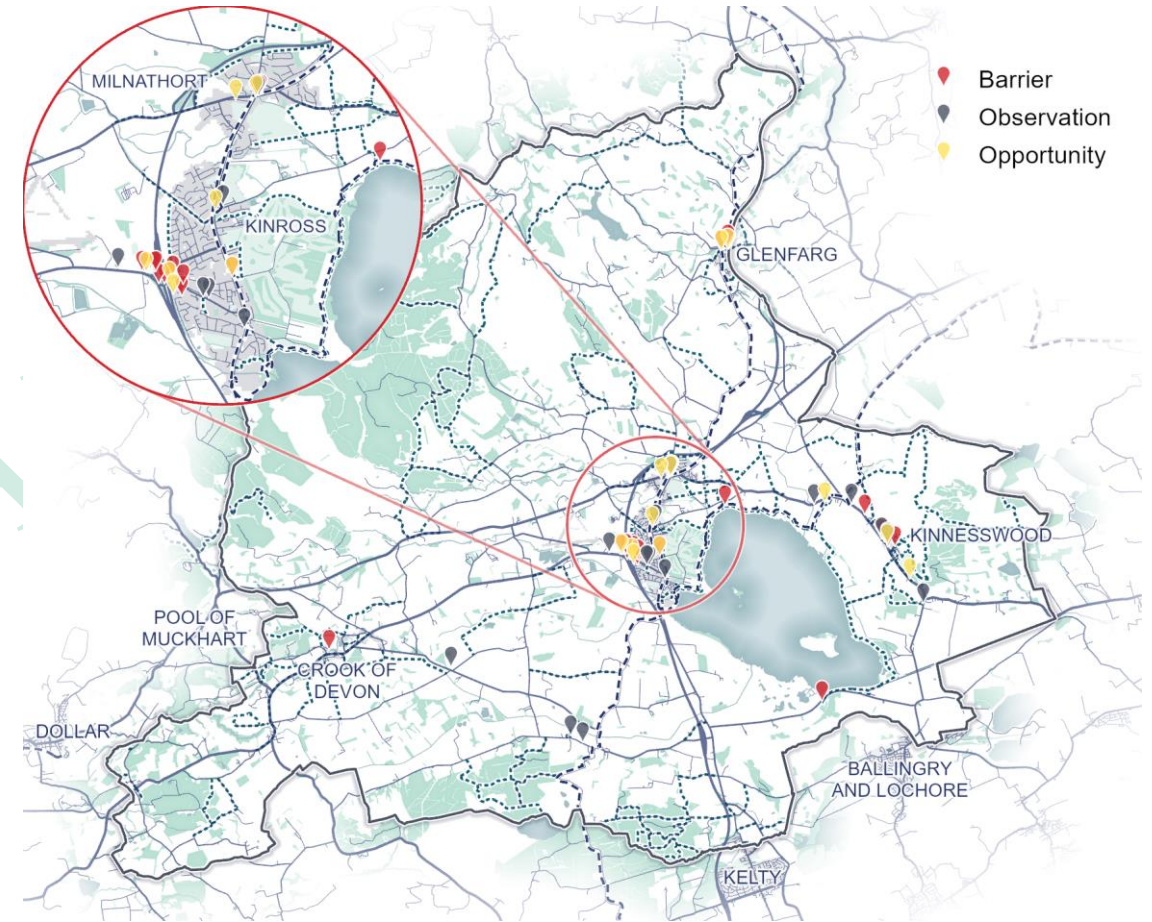 MILNATHORT
KINROSS
Barrier
Observation
Opportunity
GLENFARG
KINNESSWOOD
POOL OF
MUCKHART
CROOK OF
DEVON
DOLLAR
BALLINGRY
AND LOCHORE
KELTY